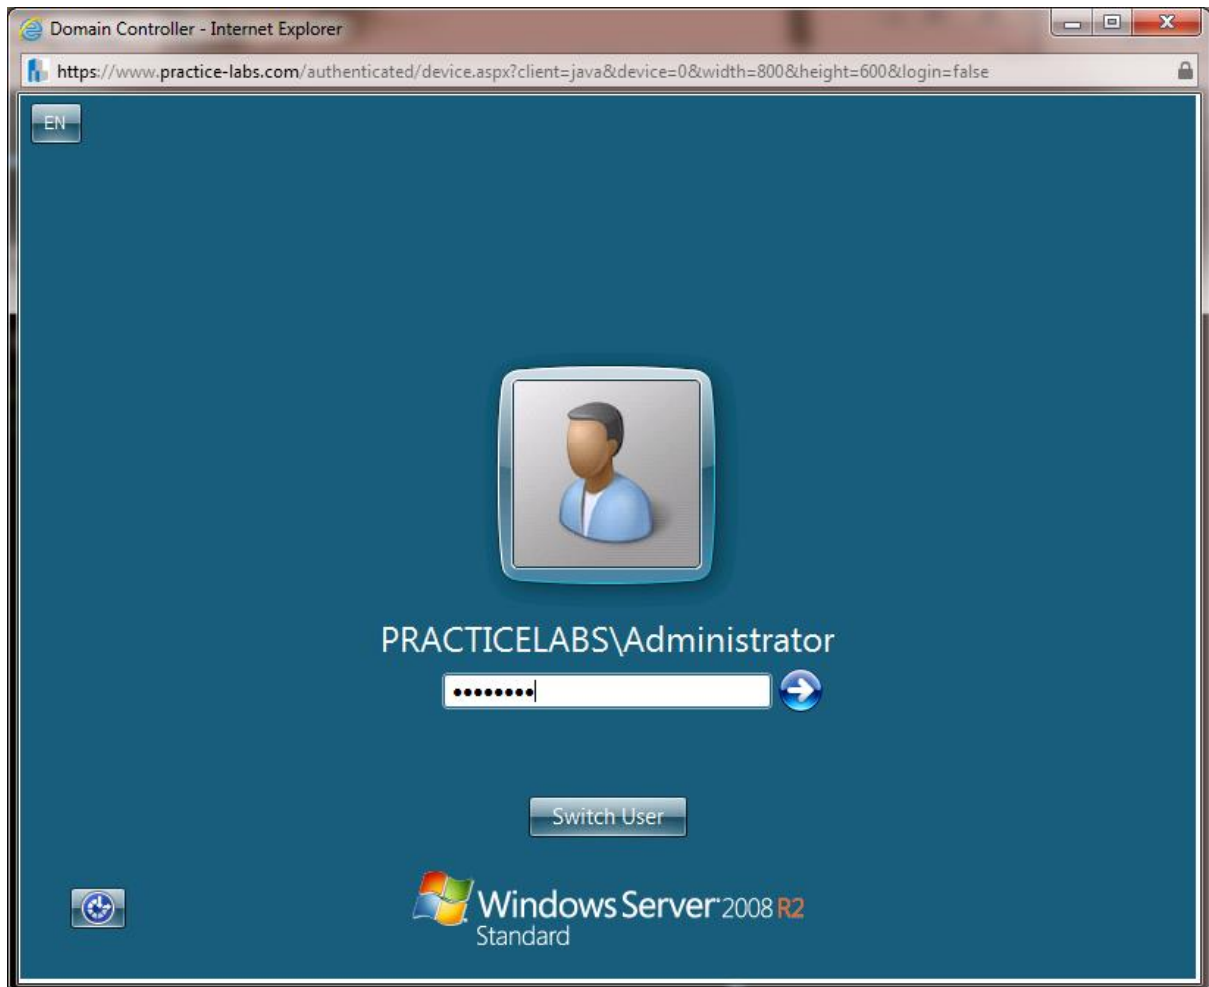 Domain Controller - Internet Explorer
https://www.practice-labs.com/authenticated/device.aspx?client=java&device=0&width=800&height=600&login=false
EN
PRACTICELABS\Administrator
••••••••
Switch User
Windows Server 2008 R2
Standard